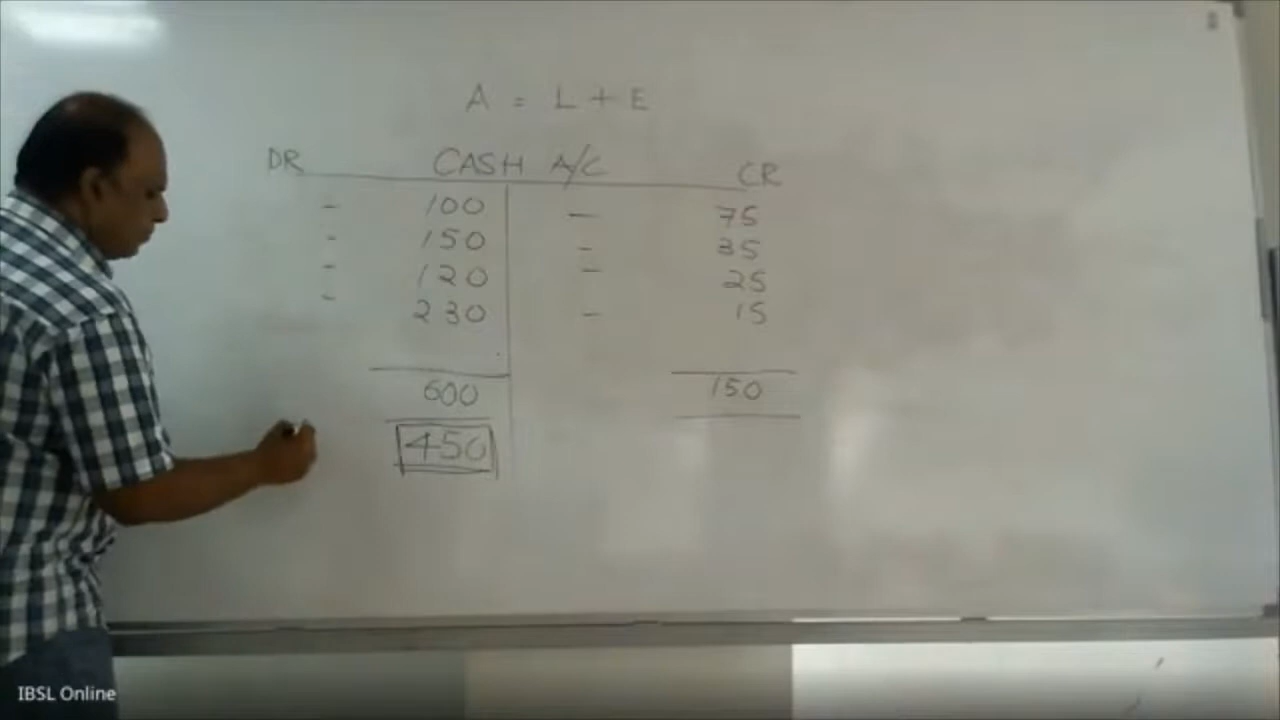 A = L + E
DR CASH A/C CR
- 100 - 75
- 150 - 35
- 120 - 25
- 230 - 15
600 150
450
IBSL Online